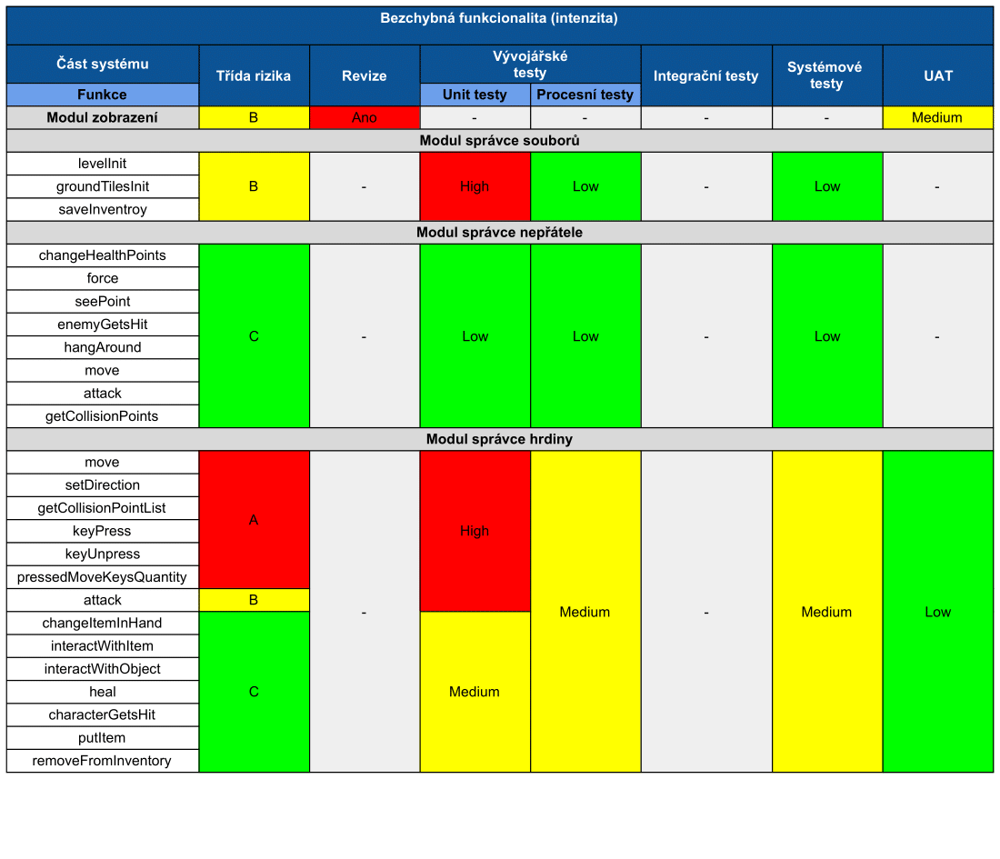 Bezchybná funkcionalita (intenzita)
Část systému
Třída rizika
Revize
Vývojářské
testy
Integrační testy
Systémové
testy
UAT
Funkce
Unit testy
Procesní testy
Modul zobrazení
B
Ano
-
-
-
-
Medium
Modul správce souborů
levelInit
groundTilesInit
saveInventroy
B
-
High
Low
-
Low
-
Modul správce nepřátele
changeHealthPoints
force
seePoint
enemyGetsHit
hangAround
move
attack
getCollisionPoints
C
-
Low
Low
-
Low
-
Modul správce hrdiny
move
setDirection
getCollisionPointList
keyPress
keyUnpress
pressedMoveKeysQuantity
attack
changeItemInHand
interactWithItem
interactWithObject
heal
characterGetsHit
putItem
removeFromInventory
A
B
C
-
High
Medium
Medium
-
Medium
Low